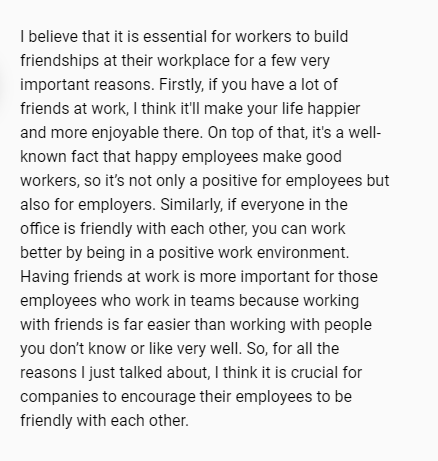 I believe that it is essential for workers to build
friendships at their workplace for a few very
important reasons. Firstly, if you have a lot of
friends at work, I think it'll make your life happier
and more enjoyable there. On top of that, it's a well-
known fact that happy employees make good
workers, so it’s not only a positive for employees but
also for employers. Similarly, if everyone in the
office is friendly with each other, you can work
better by being in a positive work environment.
Having friends at work is more important for those
employees who work in teams because working
with friends is far easier than working with people
you don’t know or like very well. So, for all the
reasons I just talked about, I think it is crucial for
companies to encourage their employees to be
friendly with each other.